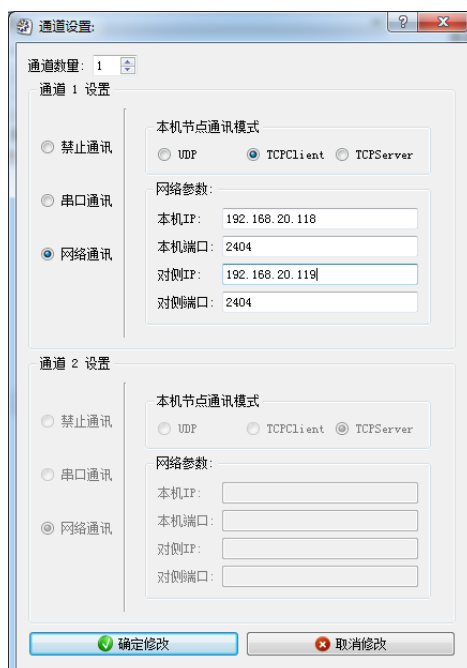 通道设置:
通道数量: 1
通道 1 设置
禁止通讯
串口通讯
网络通讯
本机节点通讯模式
UDP TCPClient TCPServer
网络参数:
本机IP: 192.168.20.118
本机端口: 2404
对侧IP: 192.168.20.119
对侧端口: 2404
通道 2 设置
禁止通讯
串口通讯
网络通讯
本机节点通讯模式
UDP TCPClient TCPServer
网络参数:
本机IP:
本机端口:
对侧IP:
对侧端口:
确定修改 取消修改